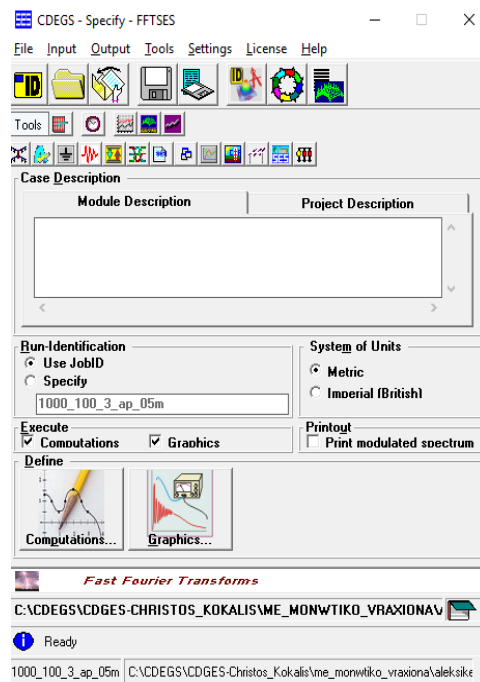 CDEGS - Specify - FFTSES
File Input Output Tools Settings License Help
ID
ID
Tools
Case Description
Module Description
Project Description
Run-Identification
Use JobID
Specify
1000_100_3_ap_05m
System of Units
Metric
Imperial (British)
Execute
Computations
Graphics
Printout
Print modulated spectrum
Define
Computations...
Graphics...
Fast Fourier Transforms
C:\CDEGS\CDGES-CHRISTOS_KOKALIS\ME_MONWTIKO_VRAXIONA\
Ready
1000_100_3_ap_05m
C:\CDEGS\CDGES-Christos_Kokalis\me_monwtiko_vraxiona\aleksike